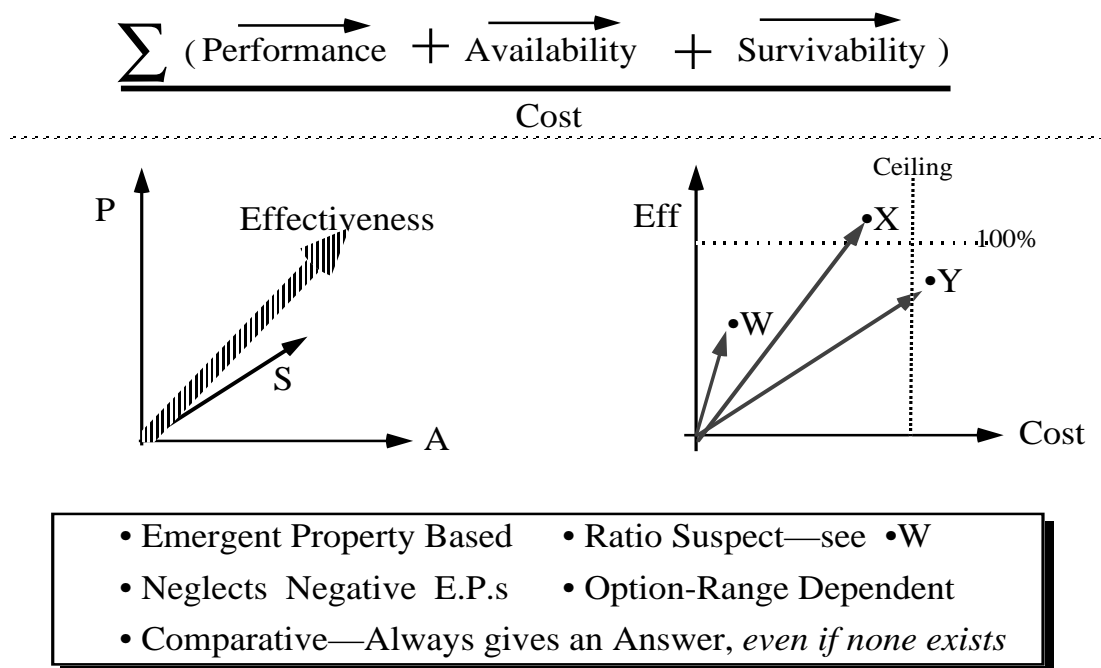 ∑ ( Performance + Availability + Survivability )
Cost
P
Effectiveness
S
A
Ceiling
Eff
•X
100%
•Y
•W
Cost
• Emergent Property Based • Ratio Suspect—see •W
• Neglects Negative E.P.s • Option-Range Dependent
• Comparative—Always gives an Answer, even if none exists